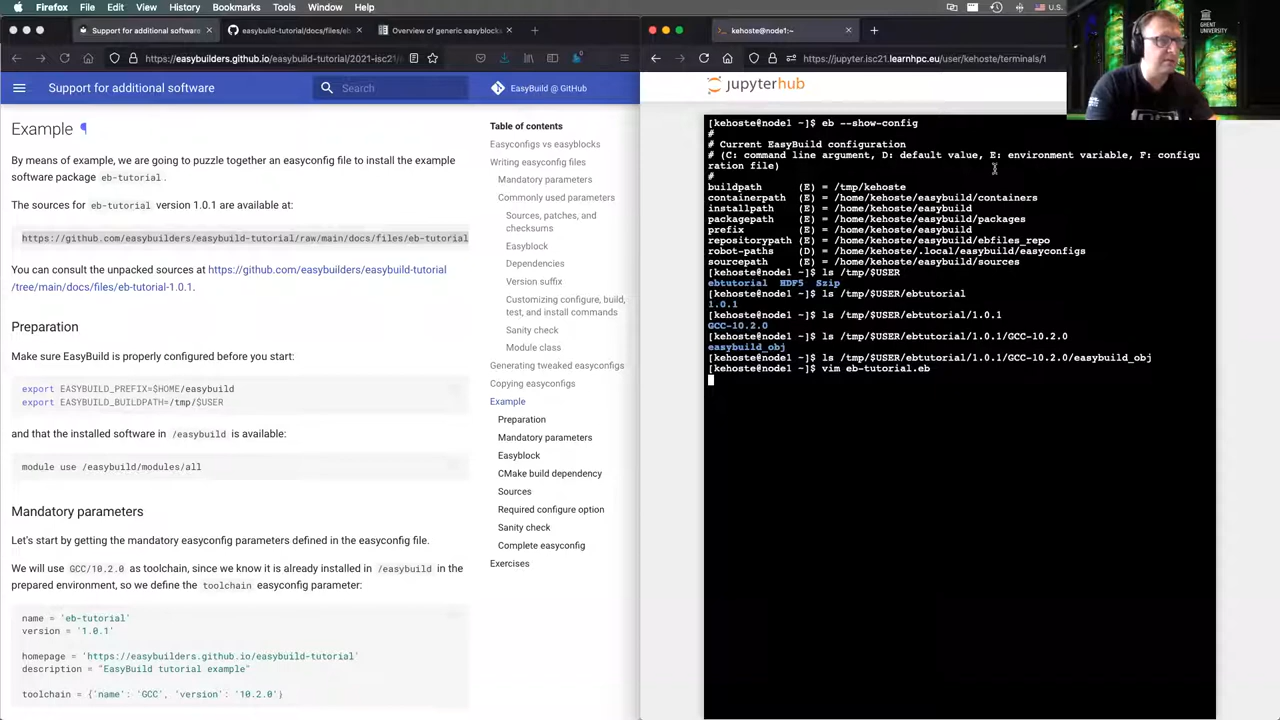 Firefox File Edit View History Bookmarks Tools Window Help
Support for additional software
easybuild-tutorial/docs/files/eb
Overview of generic easyblocks
https://easybuilders.github.io/easybuild-tutorial/2021-isc21/
Support for additional software
Search
EasyBuild @ GitHub
Example ¶
By means of example, we are going to puzzle together an easyconfig file to install the example
software package eb-tutorial.
The sources for eb-tutorial version 1.0.1 are available at:
https://github.com/easybuilders/easybuild-tutorial/raw/main/docs/files/eb-tutorial
You can consult the unpacked sources at https://github.com/easybuilders/easybuild-tutorial
/tree/main/docs/files/eb-tutorial-1.0.1.
Preparation
Make sure EasyBuild is properly configured before you start:
export EASYBUILD_PREFIX=$HOME/easybuild
export EASYBUILD_BUILDPATH=/tmp/$USER
and that the installed software in /easybuild is available:
module use /easybuild/modules/all
Mandatory parameters
Let's start by getting the mandatory easyconfig parameters defined in the easyconfig file.
We will use GCC/10.2.0 as toolchain, since we know it is already installed in /easybuild in the
prepared environment, so we define the toolchain easyconfig parameter:
name = 'eb-tutorial'
version = '1.0.1'
homepage = 'https://easybuilders.github.io/easybuild-tutorial'
description = "EasyBuild tutorial example"
toolchain = {'name': 'GCC', 'version': '10.2.0'}
Table of contents
Easyconfigs vs easyblocks
Writing easyconfig files
Mandatory parameters
Commonly used parameters
Sources, patches, and
checksums
Easyblock
Dependencies
Version suffix
Customizing configure, build,
test, and install commands
Sanity check
Module class
Generating tweaked easyconfigs
Copying easyconfigs
Example
Preparation
Mandatory parameters
Easyblock
CMake build dependency
Sources
Required configure option
Sanity check
Complete easyconfig
Exercises
kehoste@node1:~
https://jupyter.isc21.learnhpc.eu/user/kehoste/terminals/1
jupyterhub
[kehoste@node1 ~]$ eb --show-config
#
# Current EasyBuild configuration
# (C: command line argument, D: default value, E: environment variable, F: configu
ration file)
#
buildpath (E) = /tmp/kehoste
containerpath (E) = /home/kehoste/easybuild/containers
installpath (E) = /home/kehoste/easybuild
packagepath (E) = /home/kehoste/easybuild/packages
prefix (E) = /home/kehoste/easybuild
repositorypath (E) = /home/kehoste/easybuild/ebfiles_repo
robot-paths (D) = /home/kehoste/.local/easybuild/easyconfigs
sourcepath (E) = /home/kehoste/easybuild/sources
[kehoste@node1 ~]$ ls /tmp/$USER
ebtutorial HDF5 Szip
[kehoste@node1 ~]$ ls /tmp/$USER/ebtutorial
1.0.1
[kehoste@node1 ~]$ ls /tmp/$USER/ebtutorial/1.0.1
GCC-10.2.0
[kehoste@node1 ~]$ ls /tmp/$USER/ebtutorial/1.0.1/GCC-10.2.0
easybuild_obj
[kehoste@node1 ~]$ ls /tmp/$USER/ebtutorial/1.0.1/GCC-10.2.0/easybuild_obj
[kehoste@node1 ~]$ vim eb-tutorial.eb
GHENT
UNIVERSITY